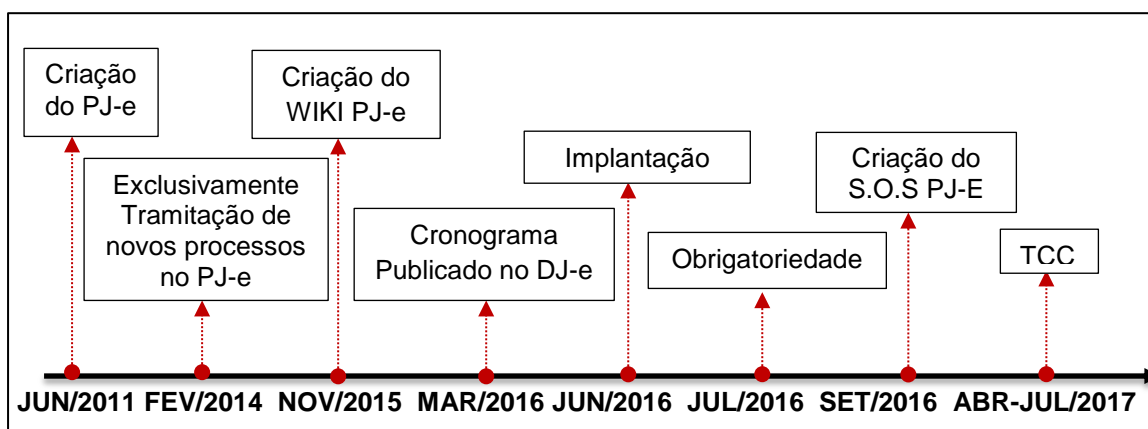 Criação
do PJ-e
Exclusivamente
Tramitação de
novos processos
no PJ-e
Criação do
WIKI PJ-e
Cronograma
Publicado no DJ-e
Implantação
Obrigatoriedade
Criação do
S.O.S PJ-E
TCC
JUN/2011 FEV/2014 NOV/2015 MAR/2016 JUN/2016 JUL/2016 SET/2016 ABR-JUL/2017